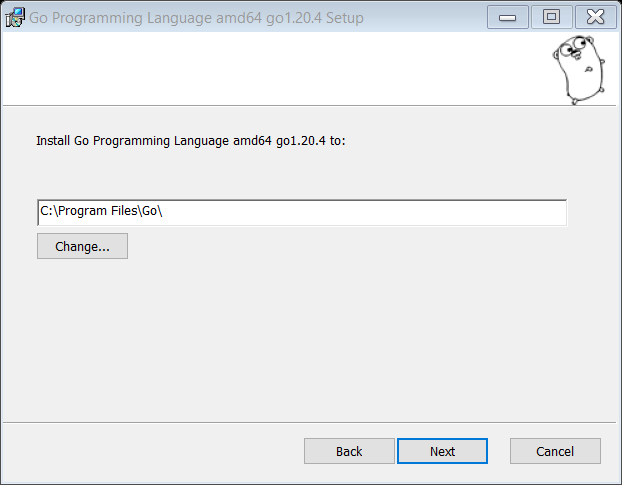 Go Programming Language amd64 go1.20.4 Setup
Install Go Programming Language amd64 go1.20.4 to:
C:\Program Files\Go\
Change...
Back Next Cancel